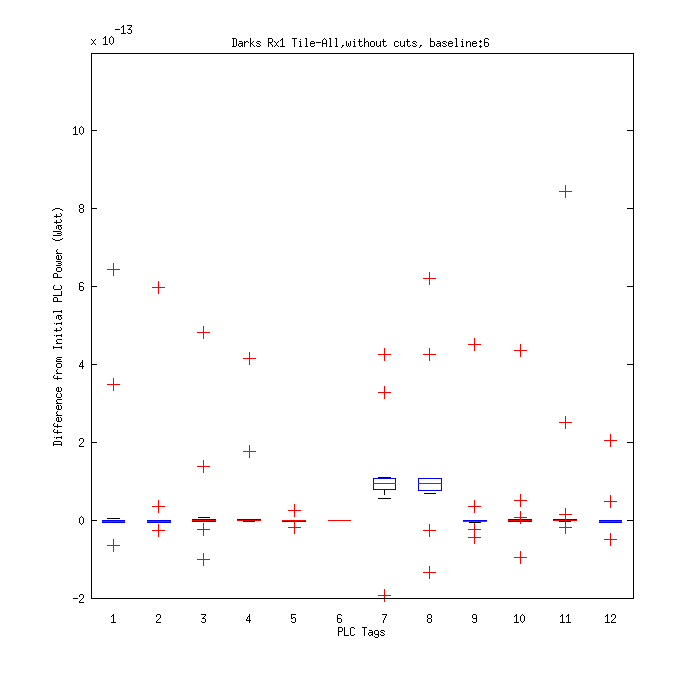 x 10^-13
Darks Rx1 Tile-All,without cuts, baseline:6
Difference from Initial PLC Power (Watt)
10
8
6
4
2
0
-2
1 2 3 4 5 6 7 8 9 10 11 12
PLC Tags